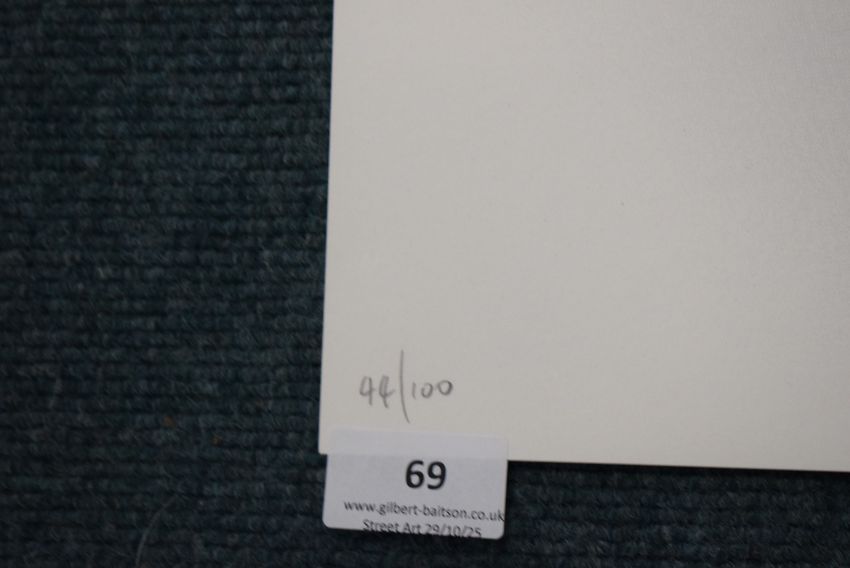 44/100
69
www.gilbert-baitson.co.uk
Street Art 29/10/25